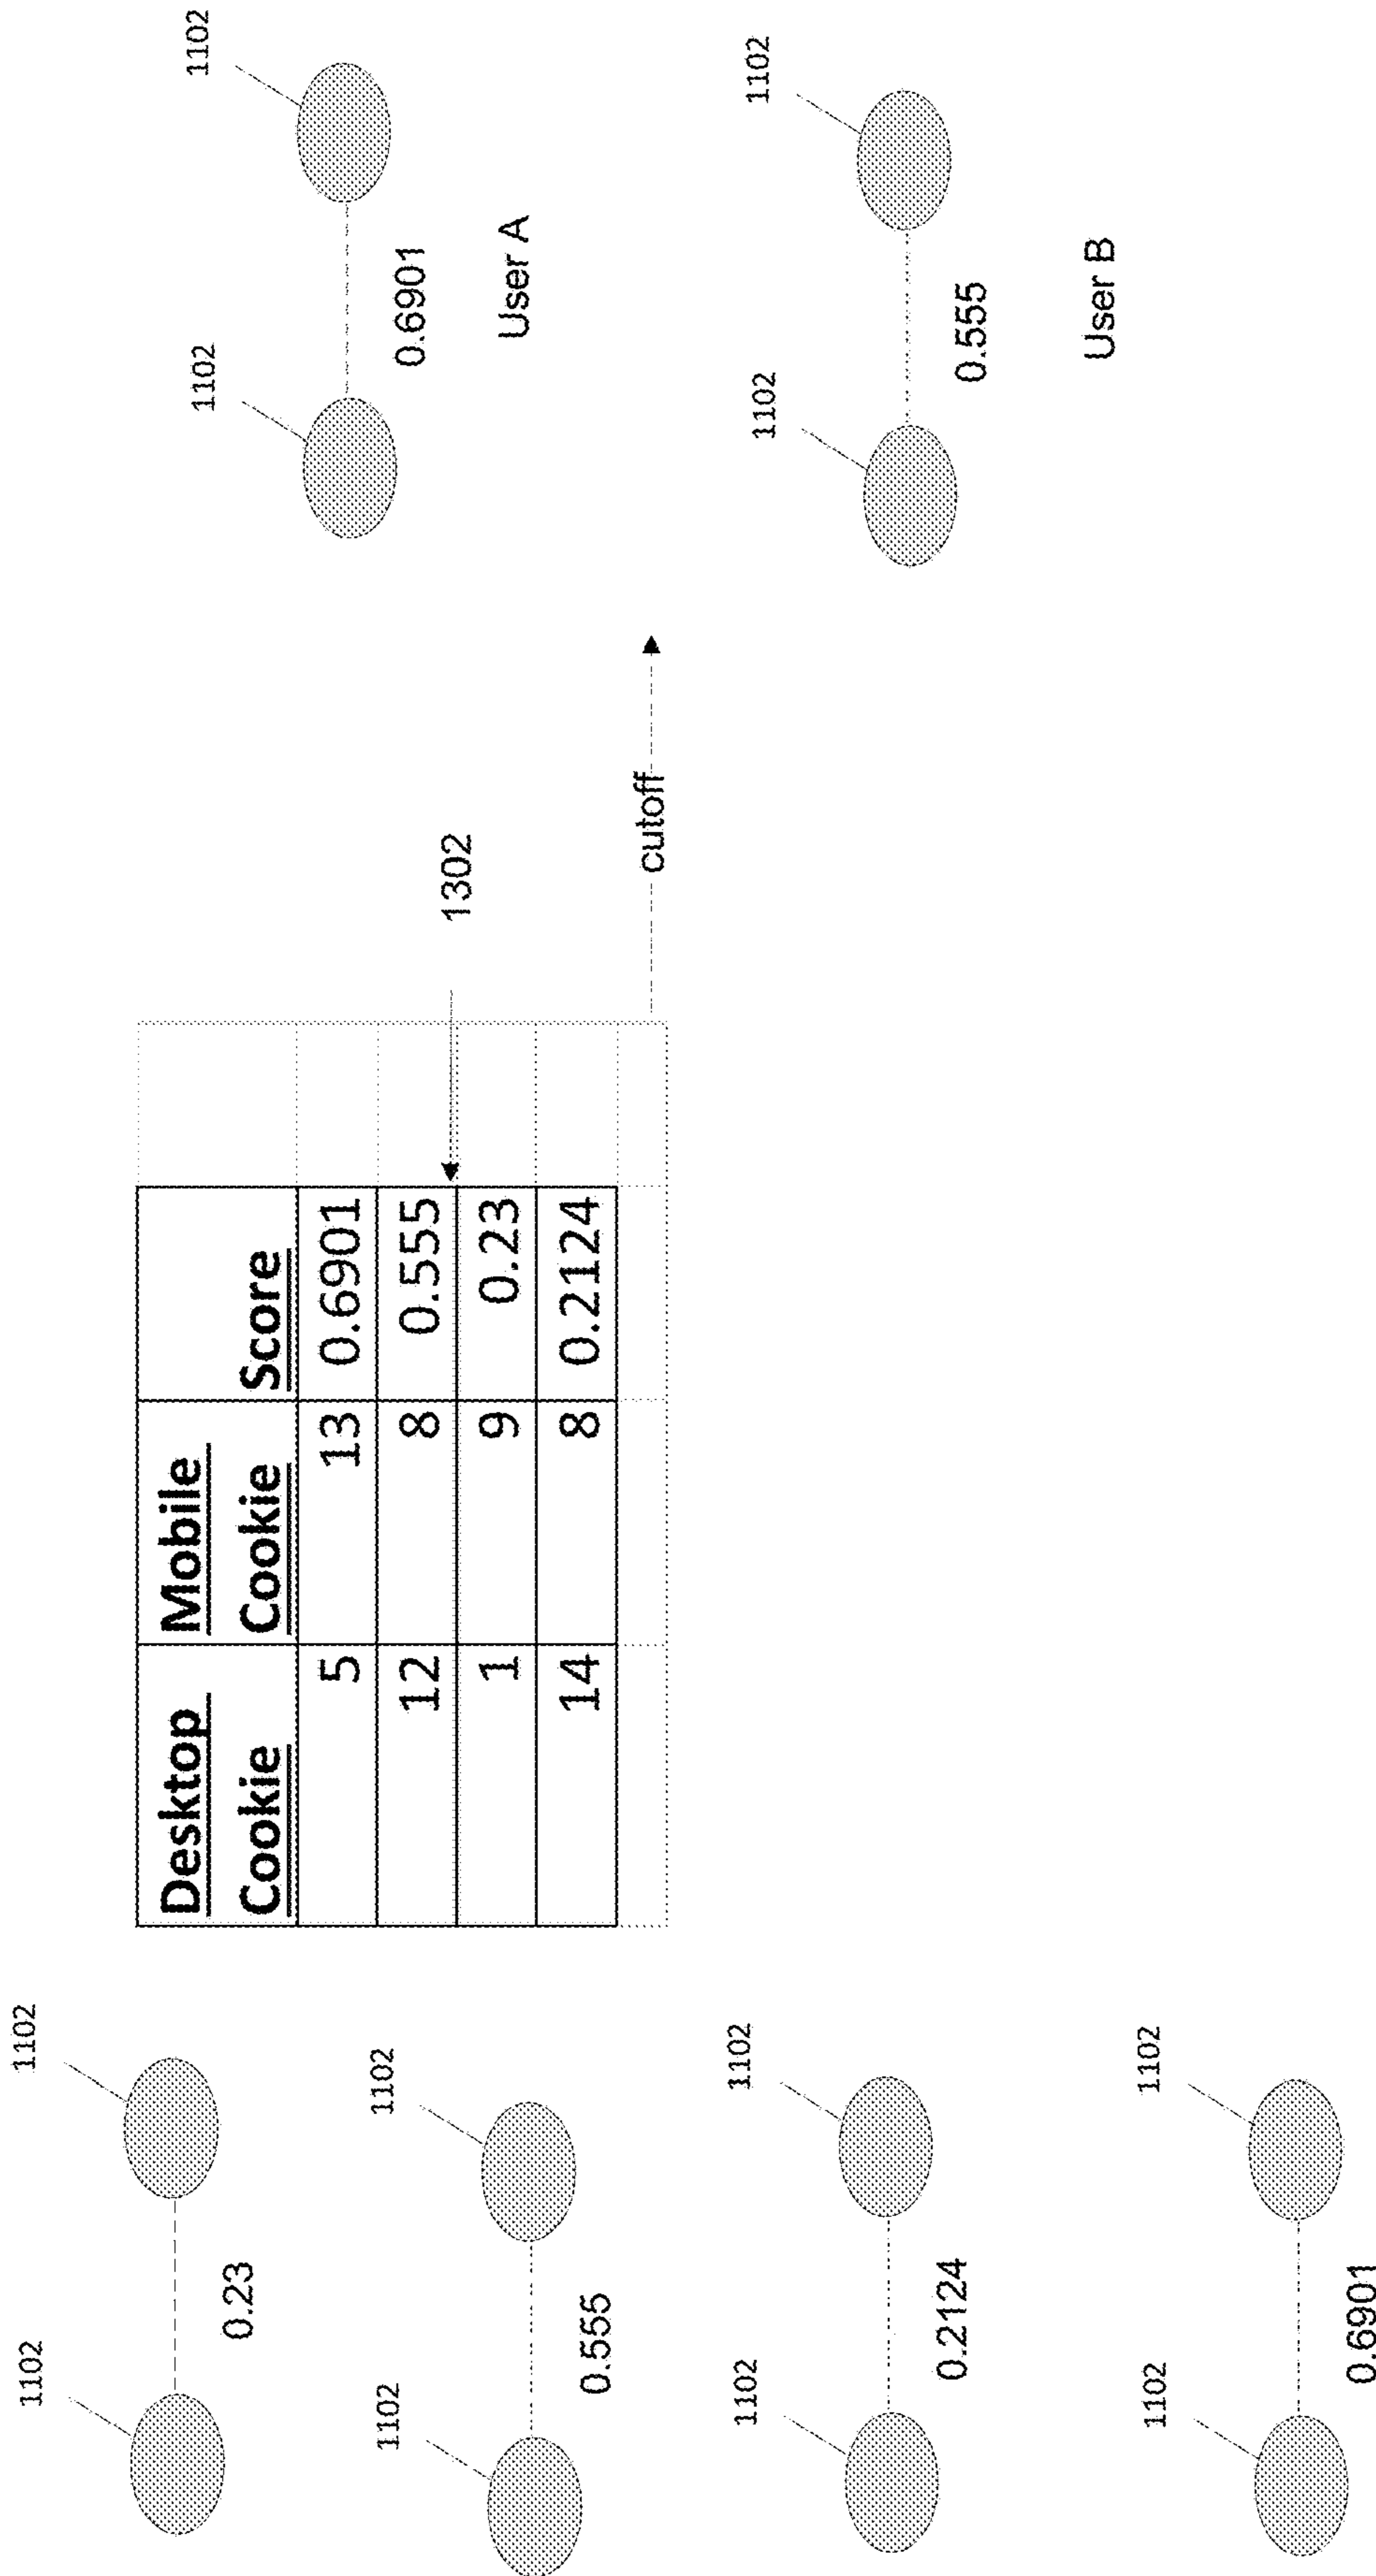 1102
1102
0.23
1102
1102
0.555
1102
1102
0.2124
1102
1102
0.6901
Desktop Cookie
Mobile Cookie
Score
5 13 0.6901
12 8 0.555
1 9 0.23
14 8 0.2124
1302
cutoff
1102
1102
0.6901
User A
1102
1102
0.555
User B